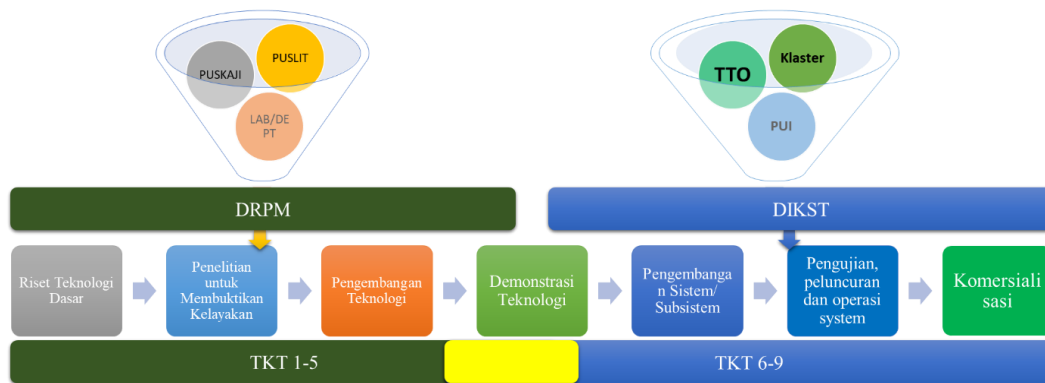 PUSKAJI
PUSLIT
LAB/DE
PT
TTO
Klaster
PUI
DRPM
DIKST
Riset Teknologi
Dasar
Penelitian
untuk
Membuktikan
Kelayakan
Pengembangan
Teknologi
Demonstrasi
Teknologi
Pengembanga
n Sistem/
Subsistem
Pengujian,
peluncuran
dan operasi
system
Komersiali
sasi
TKT 1-5
TKT 6-9